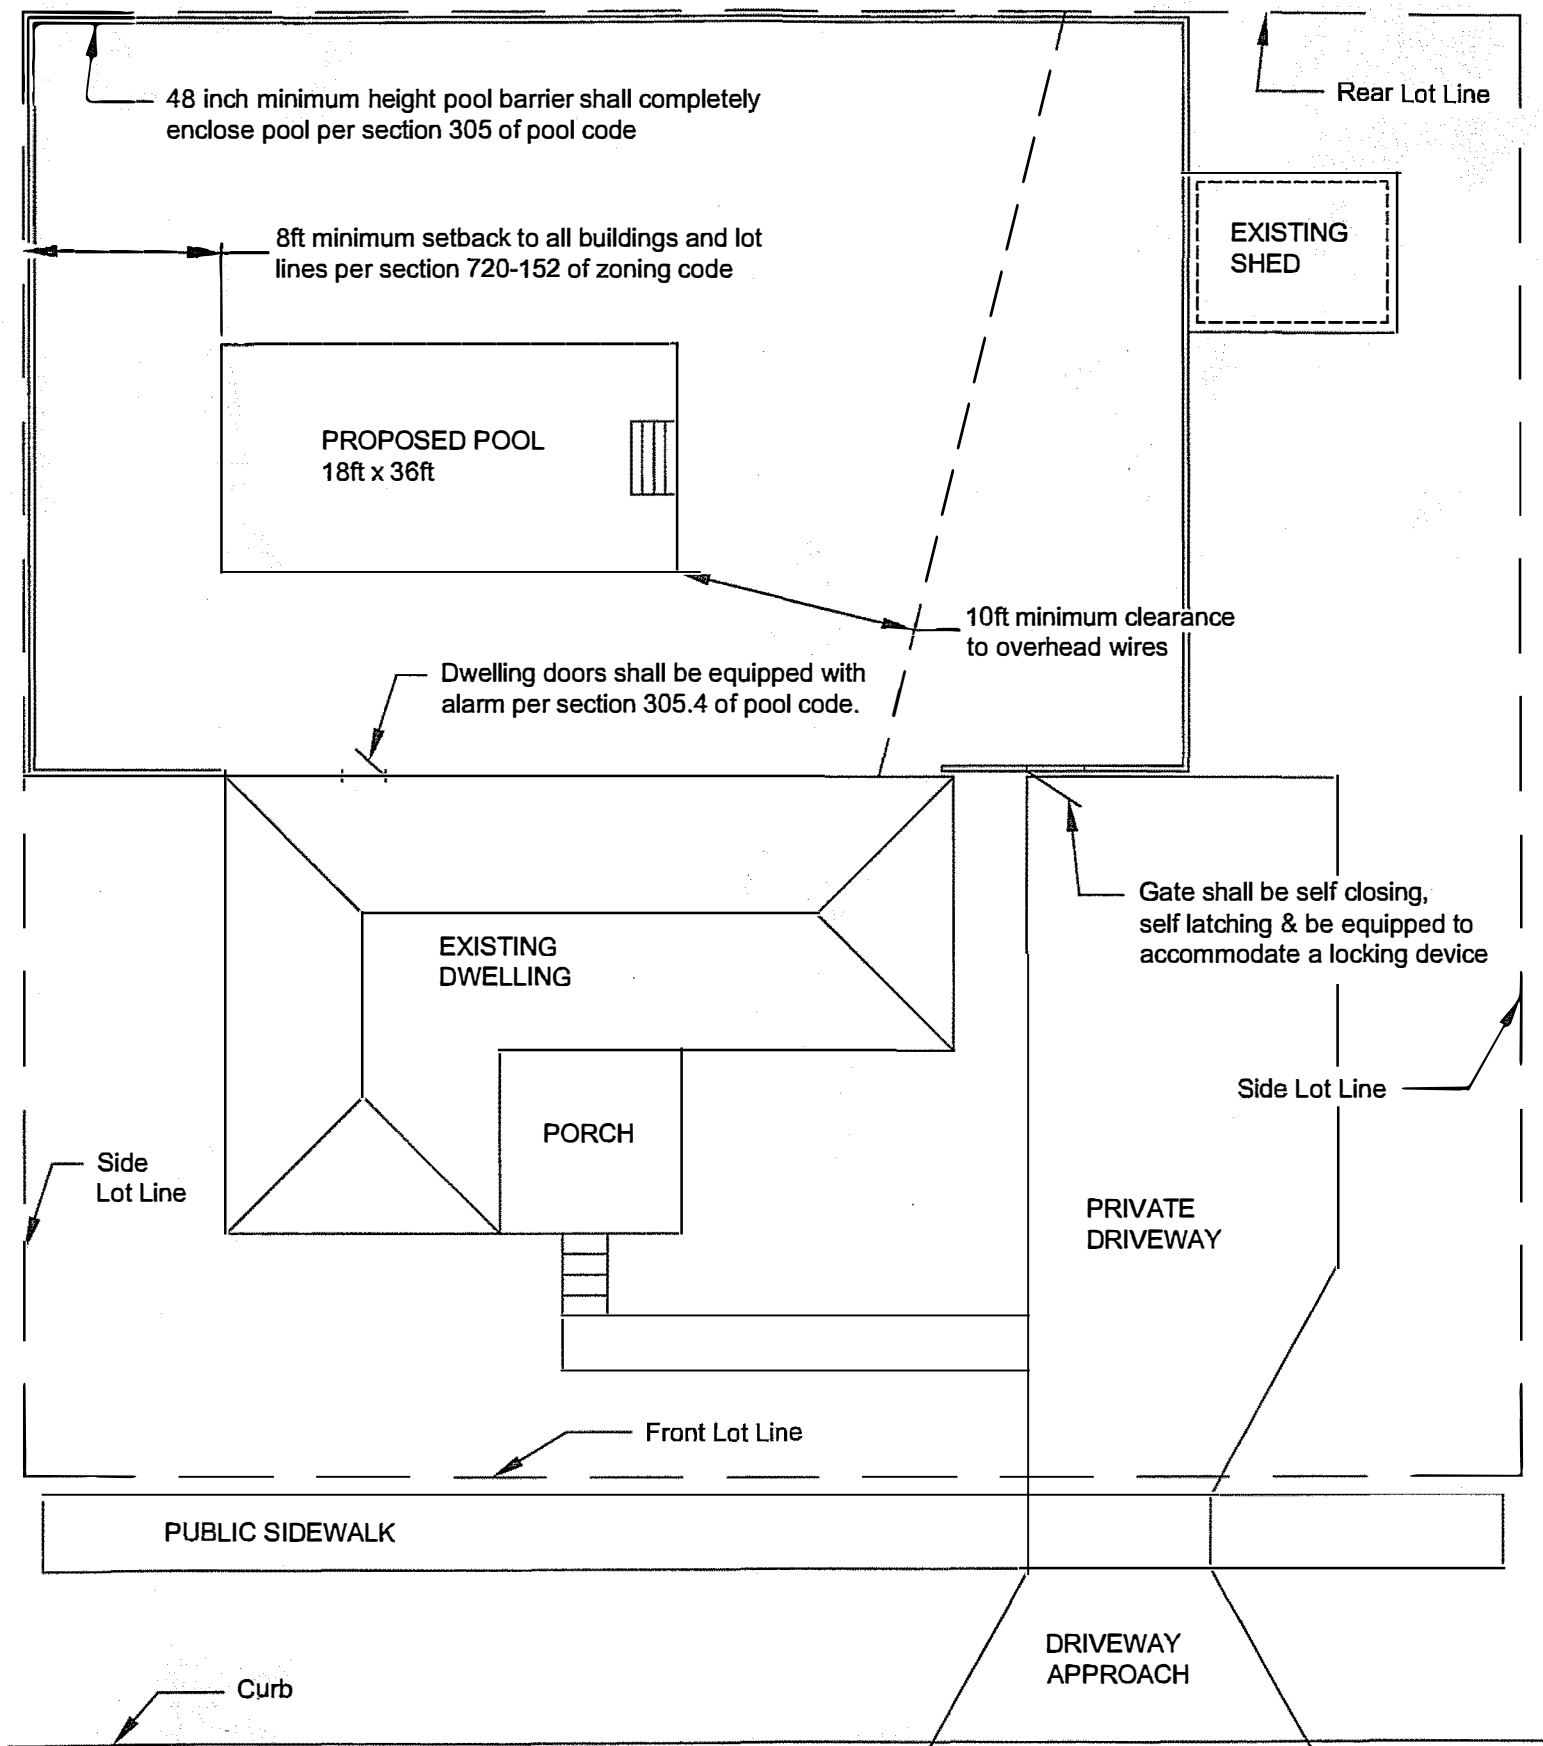 48 inch minimum height pool barrier shall completely
enclose pool per section 305 of pool code
Rear Lot Line
8ft minimum setback to all buildings and lot
lines per section 720-152 of zoning code
EXISTING
SHED
PROPOSED POOL
18ft x 36ft
10ft minimum clearance
to overhead wires
Dwelling doors shall be equipped with
alarm per section 305.4 of pool code.
Gate shall be self closing,
self latching & be equipped to
accommodate a locking device
EXISTING
DWELLING
Side Lot Line
PORCH
Side
Lot Line
PRIVATE
DRIVEWAY
Front Lot Line
PUBLIC SIDEWALK
DRIVEWAY
APPROACH
Curb